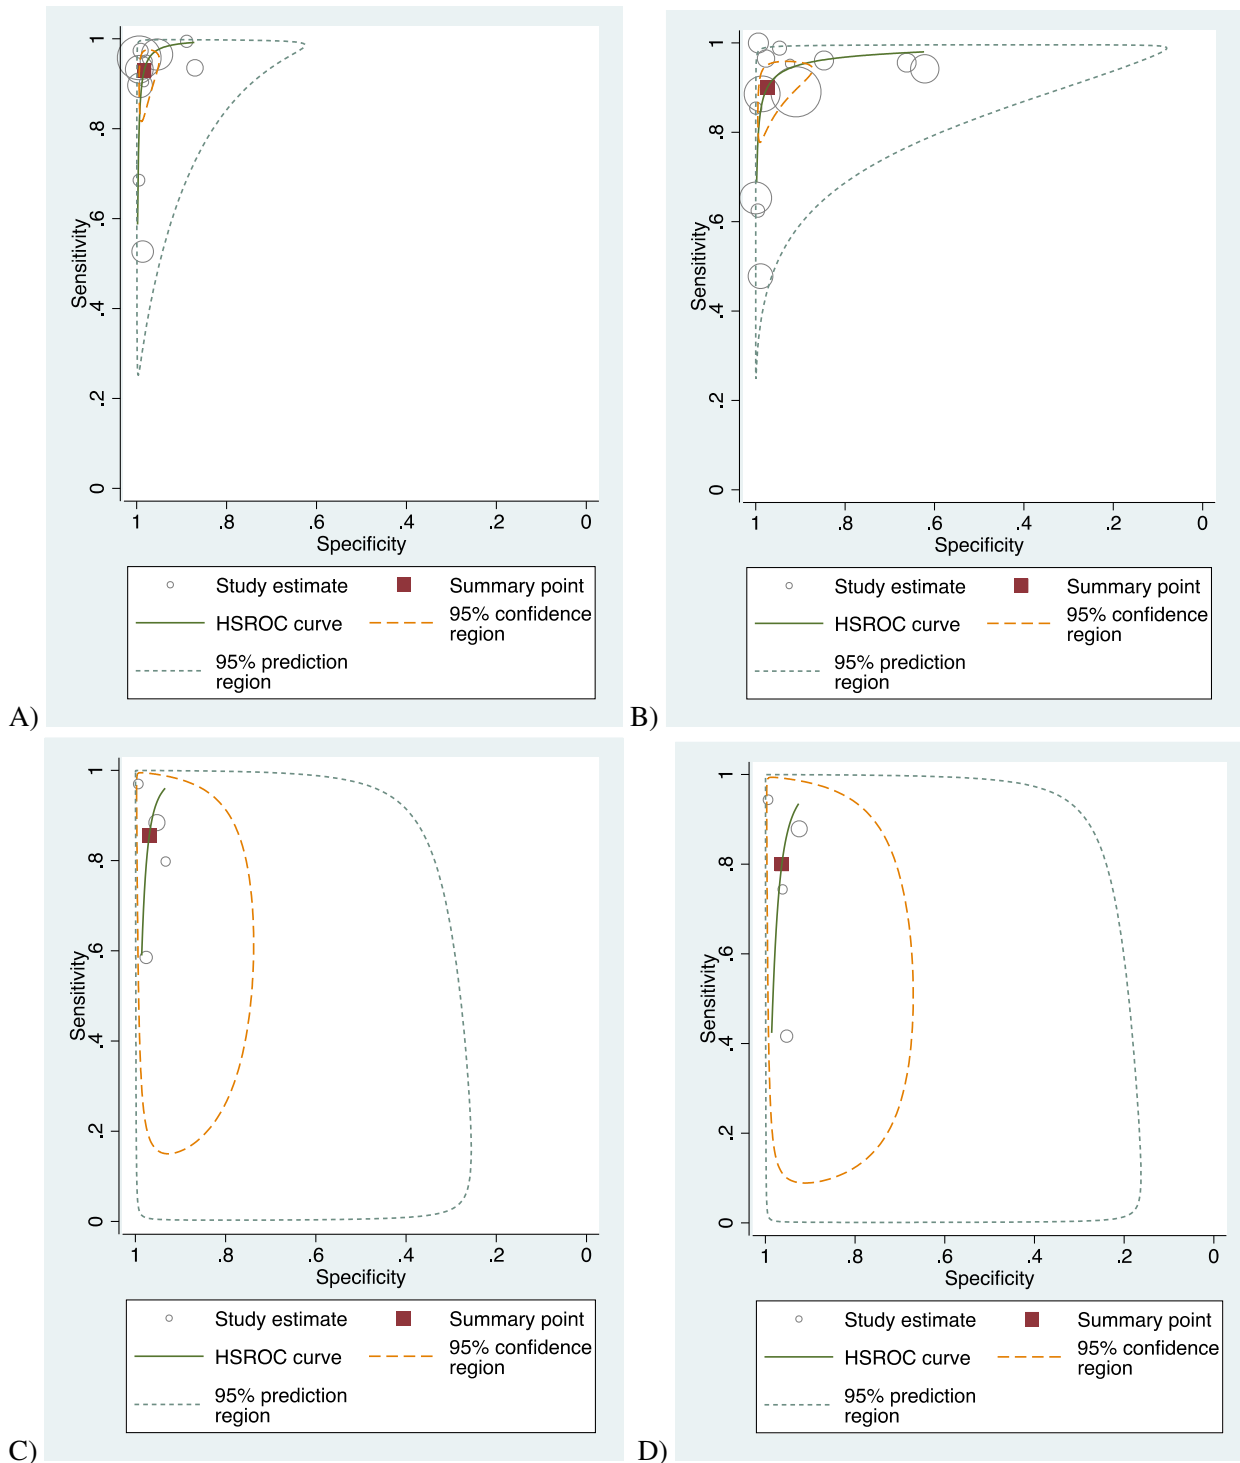 1
.8
.6
.4
.2
0
Sensitivity
1 .8 .6 .4 .2 0
Specificity
Study estimate Summary point
HSROC curve 95% confidence
region
95% prediction
region
A)
1
.8
.6
.4
.2
0
Sensitivity
1 .8 .6 .4 .2 0
Specificity
Study estimate Summary point
HSROC curve 95% confidence
region
95% prediction
region
B)
1
.8
.6
.4
.2
0
Sensitivity
1 .8 .6 .4 .2 0
Specificity
Study estimate Summary point
HSROC curve 95% confidence
region
95% prediction
region
C)
1
.8
.6
.4
.2
0
Sensitivity
1 .8 .6 .4 .2 0
Specificity
Study estimate Summary point
HSROC curve 95% confidence
region
95% prediction
region
D)